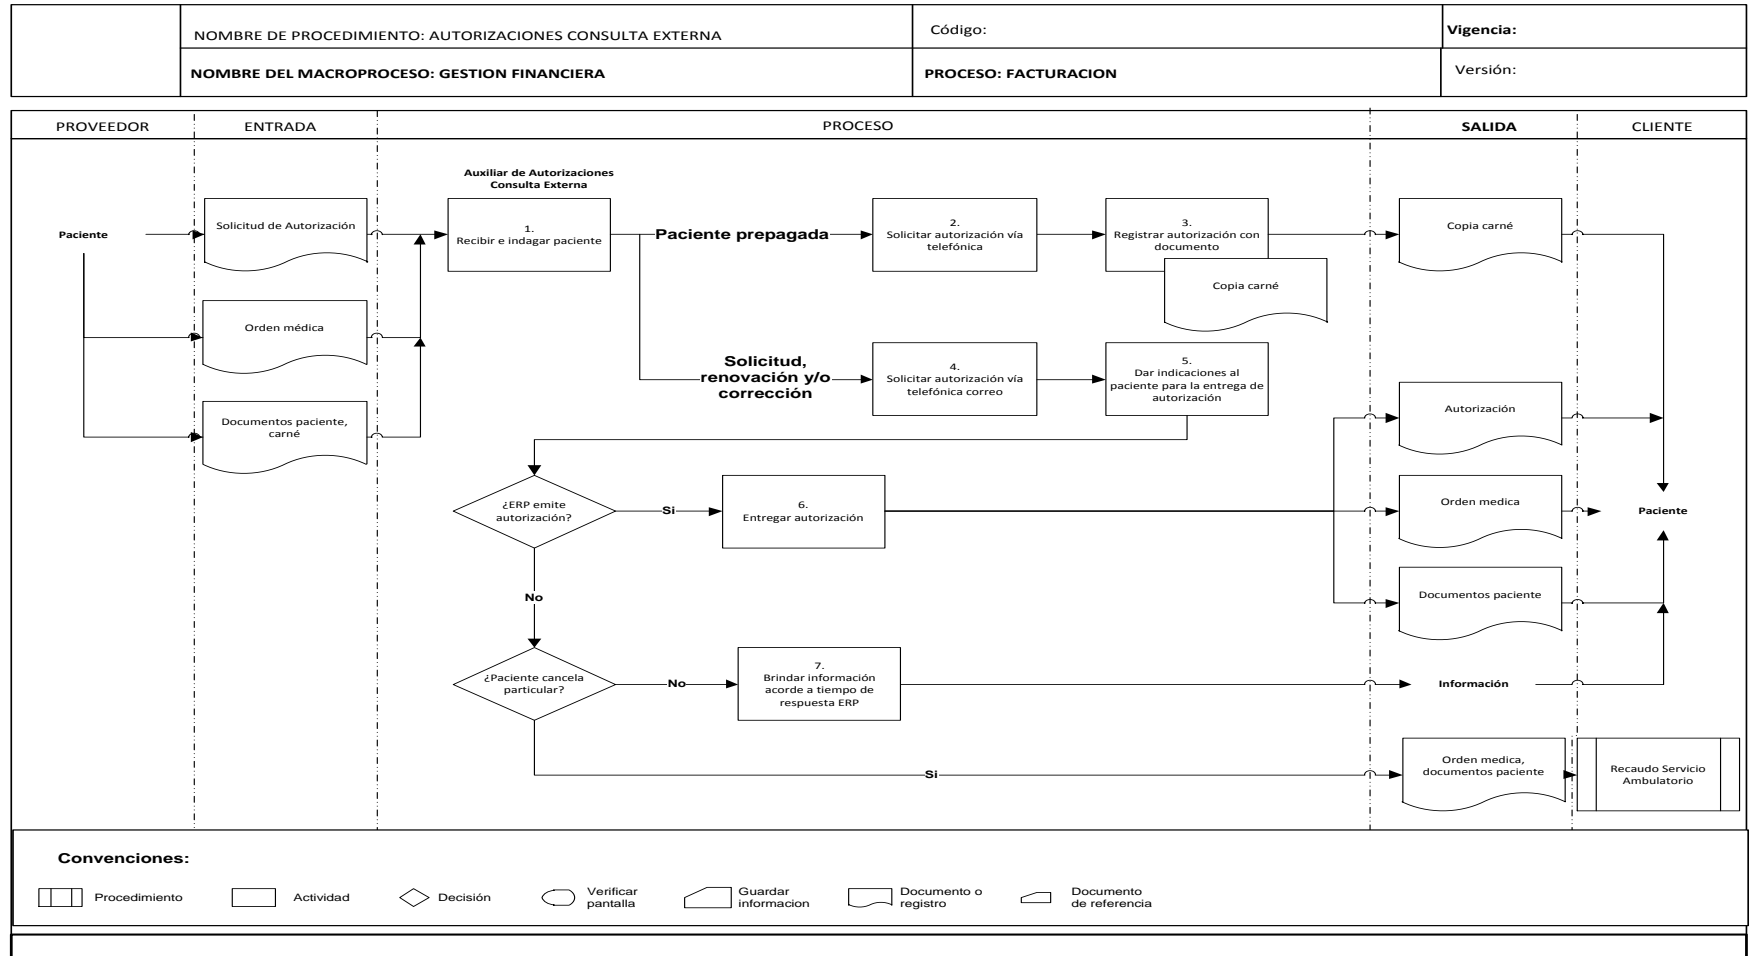 NOMBRE DE PROCEDIMIENTO: AUTORIZACIONES CONSULTA EXTERNA
Código:
Vigencia:
NOMBRE DEL MACROPROCESO: GESTION FINANCIERA
PROCESO: FACTURACION
Versión:
PROVEEDOR
ENTRADA
PROCESO
SALIDA
CLIENTE
Auxiliar de Autorizaciones
Consulta Externa
Paciente
Solicitud de Autorización
1.
Recibir e indagar paciente
Paciente prepagada
2.
Solicitar autorización vía
telefónica
3.
Registrar autorización con
documento
Copia carné
Copia carné
Orden médica
Solicitud,
renovación y/o
corrección
4.
Solicitar autorización vía
telefónica correo
5.
Dar indicaciones al
paciente para la entrega de
autorización
Documentos paciente,
carné
Autorización
¿ERP emite
autorización?
Si
6.
Entregar autorización
Orden medica
Paciente
No
Documentos paciente
¿Paciente cancela
particular?
No
7.
Brindar información
acorde a tiempo de
respuesta ERP
Información
Si
Orden medica,
documentos paciente
Recaudo Servicio
Ambulatorio
Convenciones:
Procedimiento
Actividad
Decisión
Verificar
pantalla
Guardar
informacion
Documento o
registro
Documento
de referencia